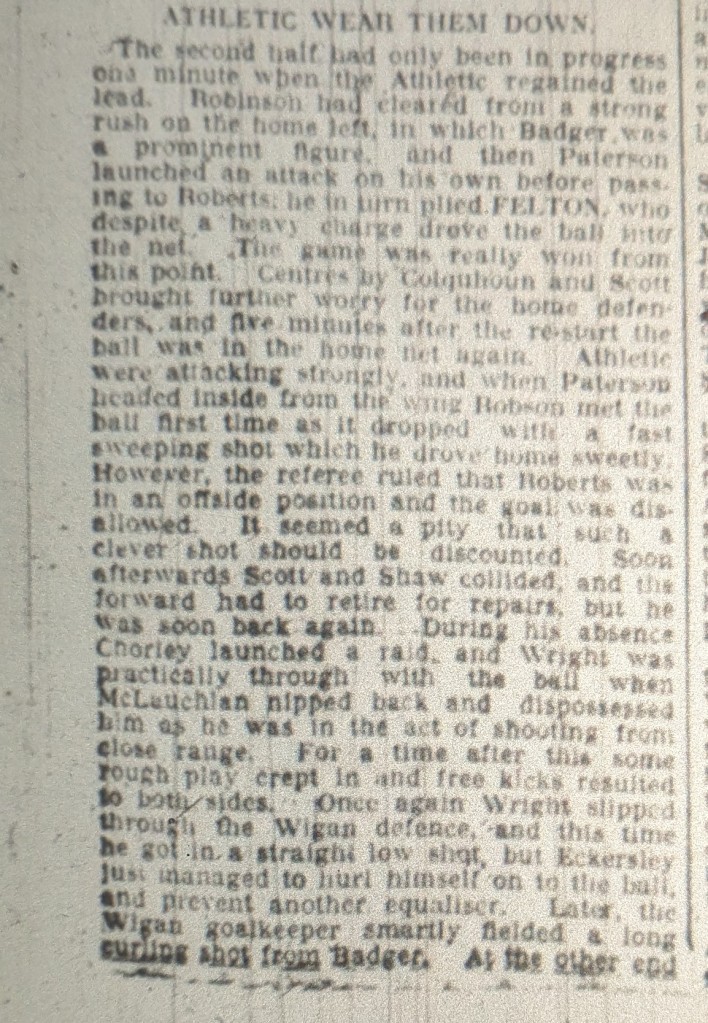 ATHLETIC WEAR THEM DOWN.
The second half had only been in progress
one minute when the Athletic regained the
lead. Robinson had cleared from a strong
rush on the home left, in which Badger was
a prominent figure, and then Paterson
launched an attack on his own before pass-
ing to Roberts; he in turn plied FELTON, who
despite a heavy charge drove the ball into
the net. The game was really won from
this point. Centres by Colquhoun and Scott
brought further worry for the home defen-
ders, and five minutes after the re-start the
ball was in the home net again. Athletic
were attacking strongly, and when Paterson
headed inside from the wing Robson met the
ball first time as it dropped with a fast
sweeping shot which he drove home sweetly.
However, the referee ruled that Roberts was
in an offside position and the goal was dis-
allowed. It seemed a pity that such a
clever shot should be discounted. Soon
afterwards Scott and Shaw collided, and the
forward had to retire for repairs, but he
was soon back again. During his absence
Chorley launched a raid, and Wright was
practically through with the ball when
McLauchlan nipped back and dispossessed
him as he was in the act of shooting from
close range. For a time after this some
rough play crept in and free kicks resulted
to both sides. Once again Wright slipped
through the Wigan defence, and this time
he got in a straight low shot, but Eckersley
just managed to hurl himself on to the ball,
and prevent another equaliser. Later, the
Wigan goalkeeper smartly fielded a long
curling shot from Badger. At the other end